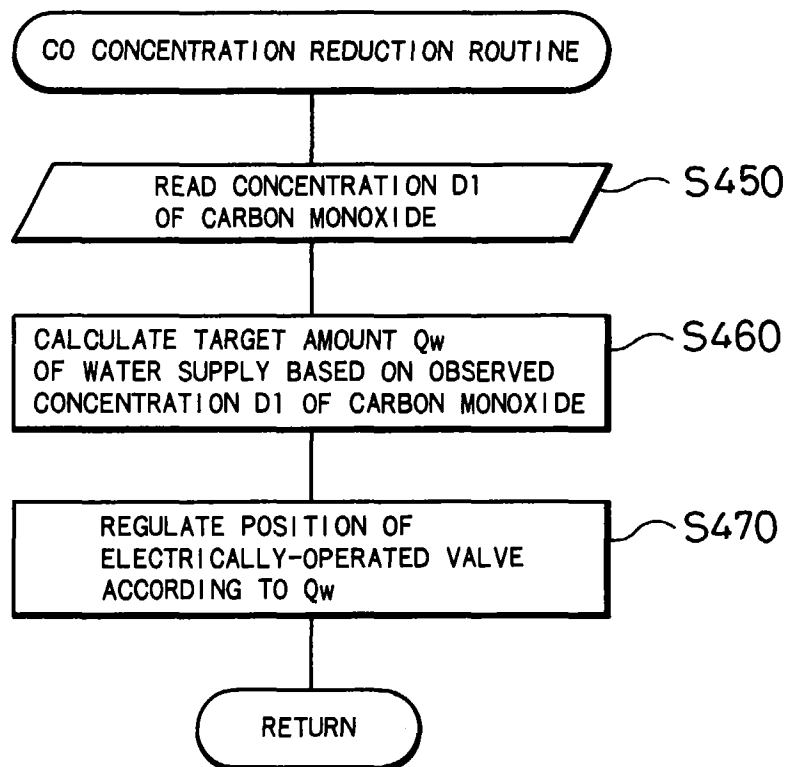 CO CONCENTRATION REDUCTION ROUTINE
READ CONCENTRATION D1
OF CARBON MONOXIDE
S450
CALCULATE TARGET AMOUNT Qw
OF WATER SUPPLY BASED ON OBSERVED
CONCENTRATION D1 OF CARBON MONOXIDE
S460
REGULATE POSITION OF
ELECTRICALLY-OPERATED VALVE
ACCORDING TO Qw
S470
RETURN